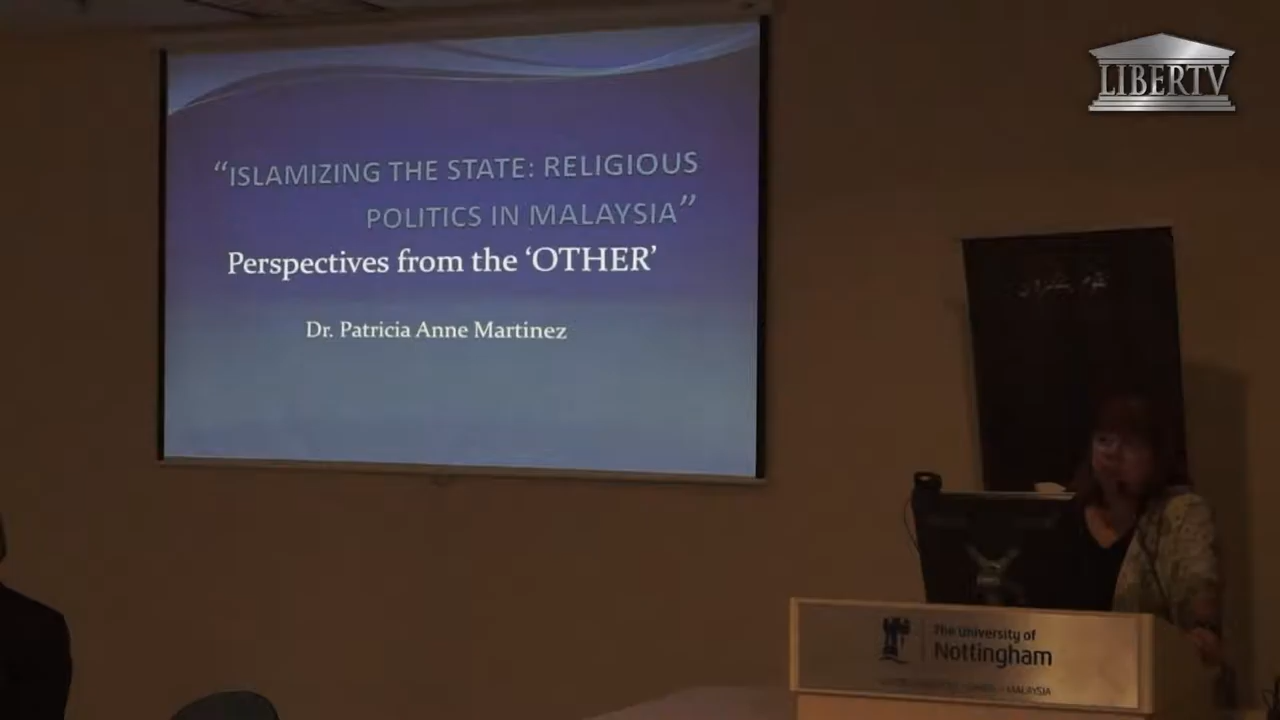 LIBERTV
“ISLAMIZING THE STATE: RELIGIOUS
POLITICS IN MALAYSIA”
Perspectives from the ‘OTHER’
Dr. Patricia Anne Martinez
The University of
Nottingham
MALAYSIA